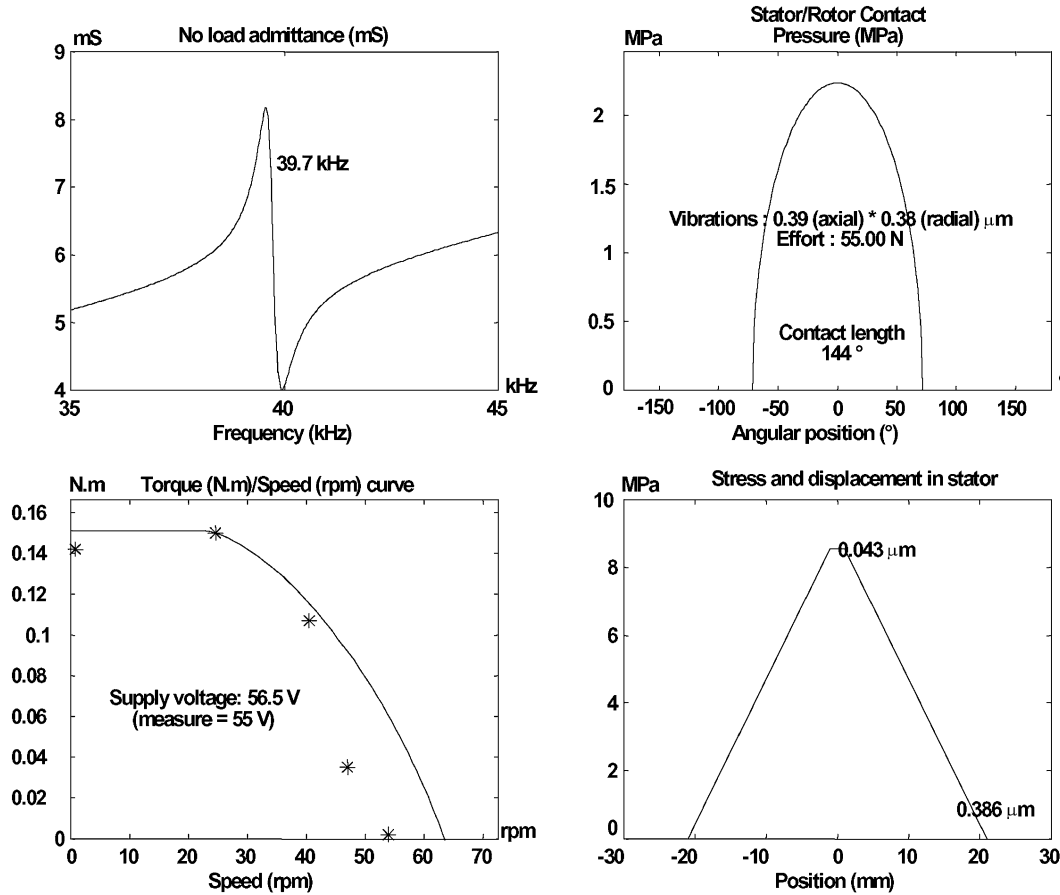 No load admittance (mS)
mS
9
8
7
6
5
4
39.7 kHz
kHz
35
40
45
Frequency (kHz)
Stator/Rotor Contact
Pressure (MPa)
MPa
2
1.5
1
0.5
0
Vibrations : 0.39 (axial) * 0.38 (radial) μm
Effort : 55.00 N
Contact length
144 °
-150 -100 -50 0 50 100 150
Angular position (°)
N.m
Torque (N.m)/Speed (rpm) curve
0.16
0.14
0.12
0.1
0.08
0.06
0.04
0.02
0
Supply voltage: 56.5 V
(measure = 55 V)
rpm
0 10 20 30 40 50 60 70
Speed (rpm)
Stress and displacement in stator
MPa
10
8
6
4
2
0
0.043 μm
0.386 μm
-30 -20 -10 0 10 20 30
Position (mm)